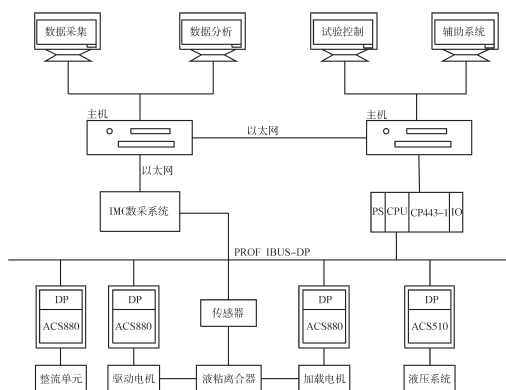 数据采集
数据分析
试验控制
辅助系统
主机
主机
以太网
以太网
IMC数采系统
PS CPU CP443-1 IO
PROF IBUS-DP
DP
DP
DP
DP
ACS880
ACS880
传感器
ACS880
ACS510
整流单元
驱动电机
液粘离合器
加载电机
液压系统